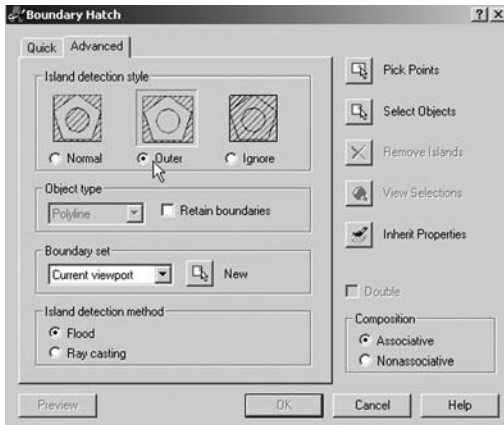 Boundary Hatch
Quick
Advanced
Island detection style
Normal
Outer
Ignore
Object type
Polyline
Retain boundaries
Boundary set
Current viewport
New
Island detection method
Flood
Ray casting
Pick Points
Select Objects
Remove Islands
View Selections
Inherit Properties
Double
Composition
Associative
Nonassociative
Preview
OK
Cancel
Help